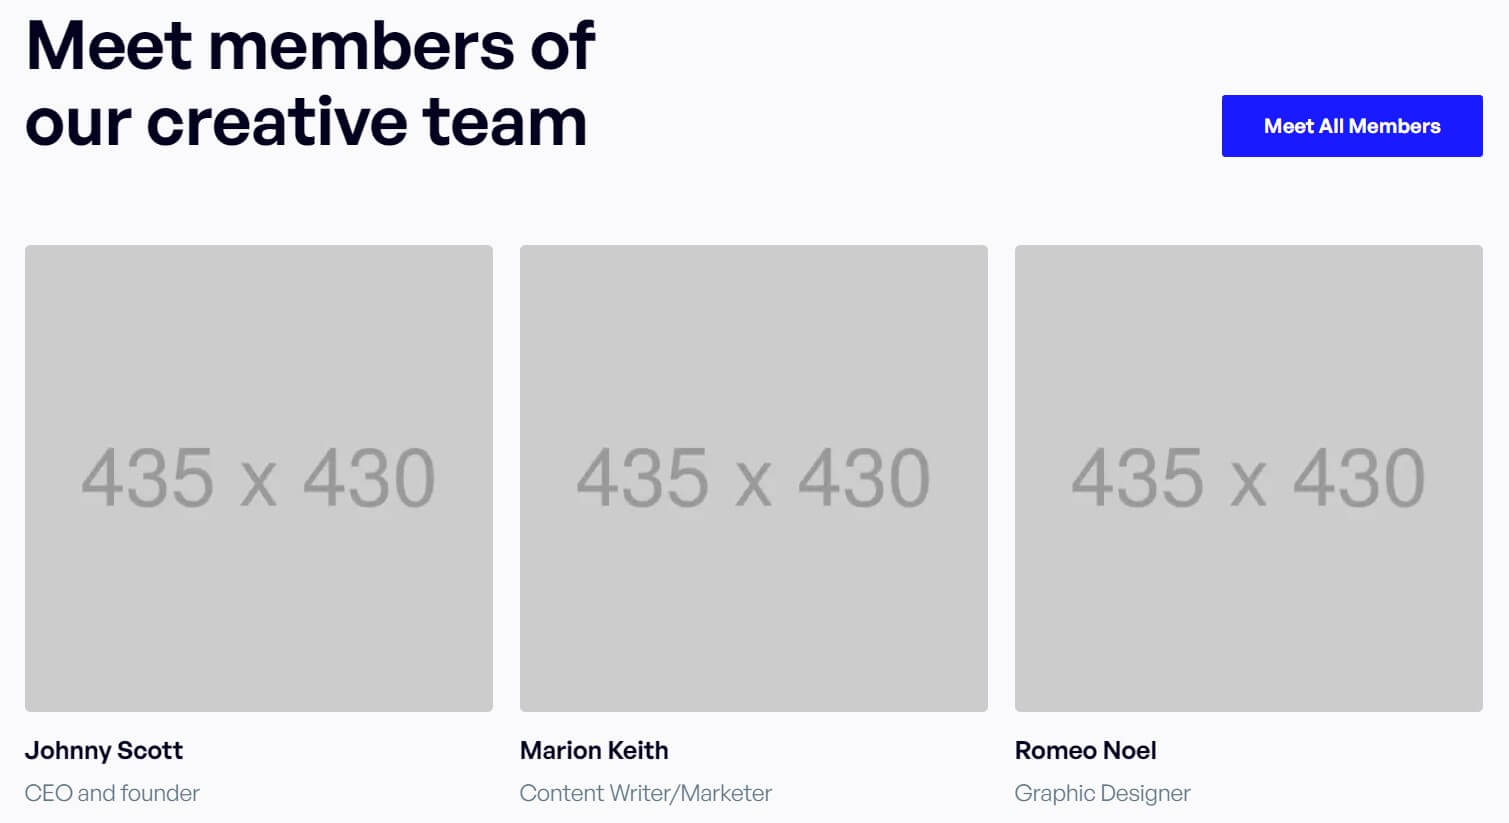 Meet members of
our creative team
Meet All Members
435 x 430
435 x 430
435 x 430
Johnny Scott
CEO and founder
Marion Keith
Content Writer/Marketer
Romeo Noel
Graphic Designer